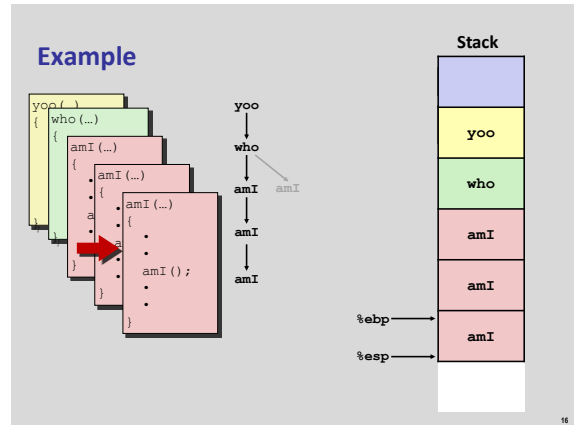 Example
Stack
yoo(…)
{
who(…)
{
amI(…)
{
•
•
a
}
amI(…)
{
•
•
a
•
•
}
amI(…)
{
•
•
amI();
•
•
}
}
}
yoo
who
amI amI
amI
amI
yoo
who
amI
amI
%ebp
amI
%esp
16